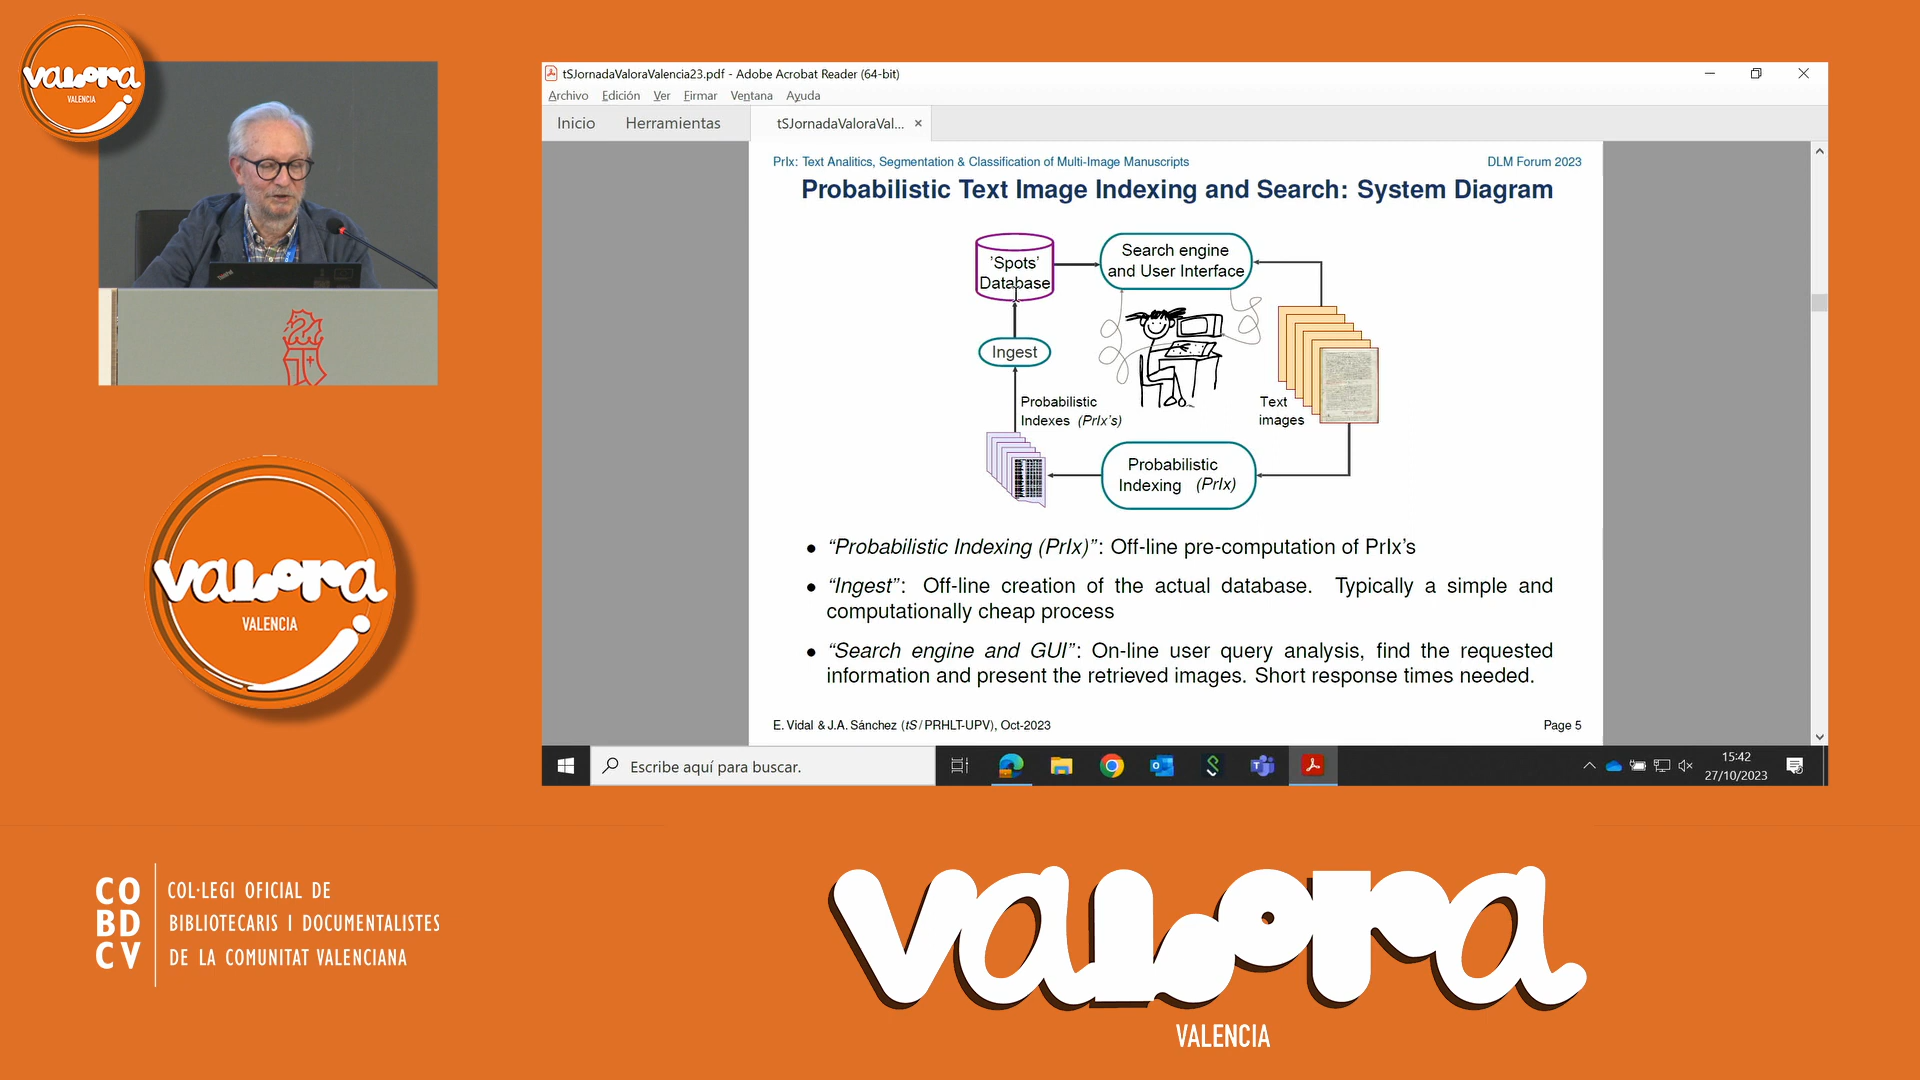 valora
VALENCIA
tSJornadaValoraValencia23.pdf - Adobe Acrobat Reader (64-bit)
Archivo Edición Ver Firmar Ventana Ayuda
Inicio Herramientas tSJornadaValoraVal... ×
PrIx: Text Analitics, Segmentation & Classification of Multi-Image Manuscripts DLM Forum 2023
Probabilistic Text Image Indexing and Search: System Diagram
'Spots'
Database
Search engine
and User Interface
Ingest
Probabilistic
Indexes (PrIx's)
Text
images
Probabilistic
Indexing (PrIx)
• “Probabilistic Indexing (PrIx)”: Off-line pre-computation of PrIx's
• “Ingest”: Off-line creation of the actual database. Typically a simple and
computationally cheap process
• “Search engine and GUI”: On-line user query analysis, find the requested
information and present the retrieved images. Short response times needed.
E. Vidal & J.A. Sánchez (tS / PRHLT-UPV), Oct-2023 Page 5
Escribe aquí para buscar.
15:42
27/10/2023
valora
VALENCIA
CO
BD
CV
COL·LEGI OFICIAL DE
BIBLIOTECARIS I DOCUMENTALISTES
DE LA COMUNITAT VALENCIANA
valora
VALENCIA